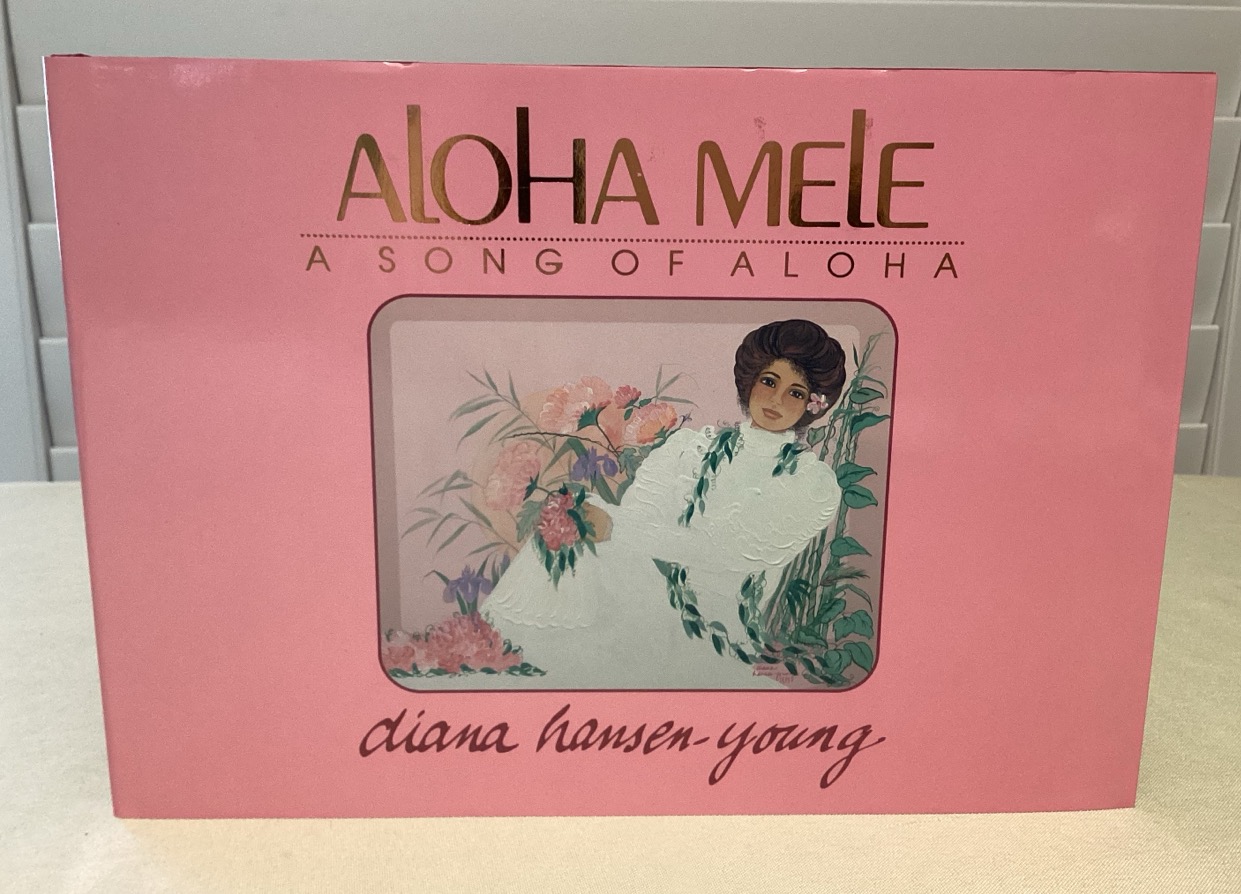 ALOHA MELE
A SONG OF ALOHA
diana hansen-young